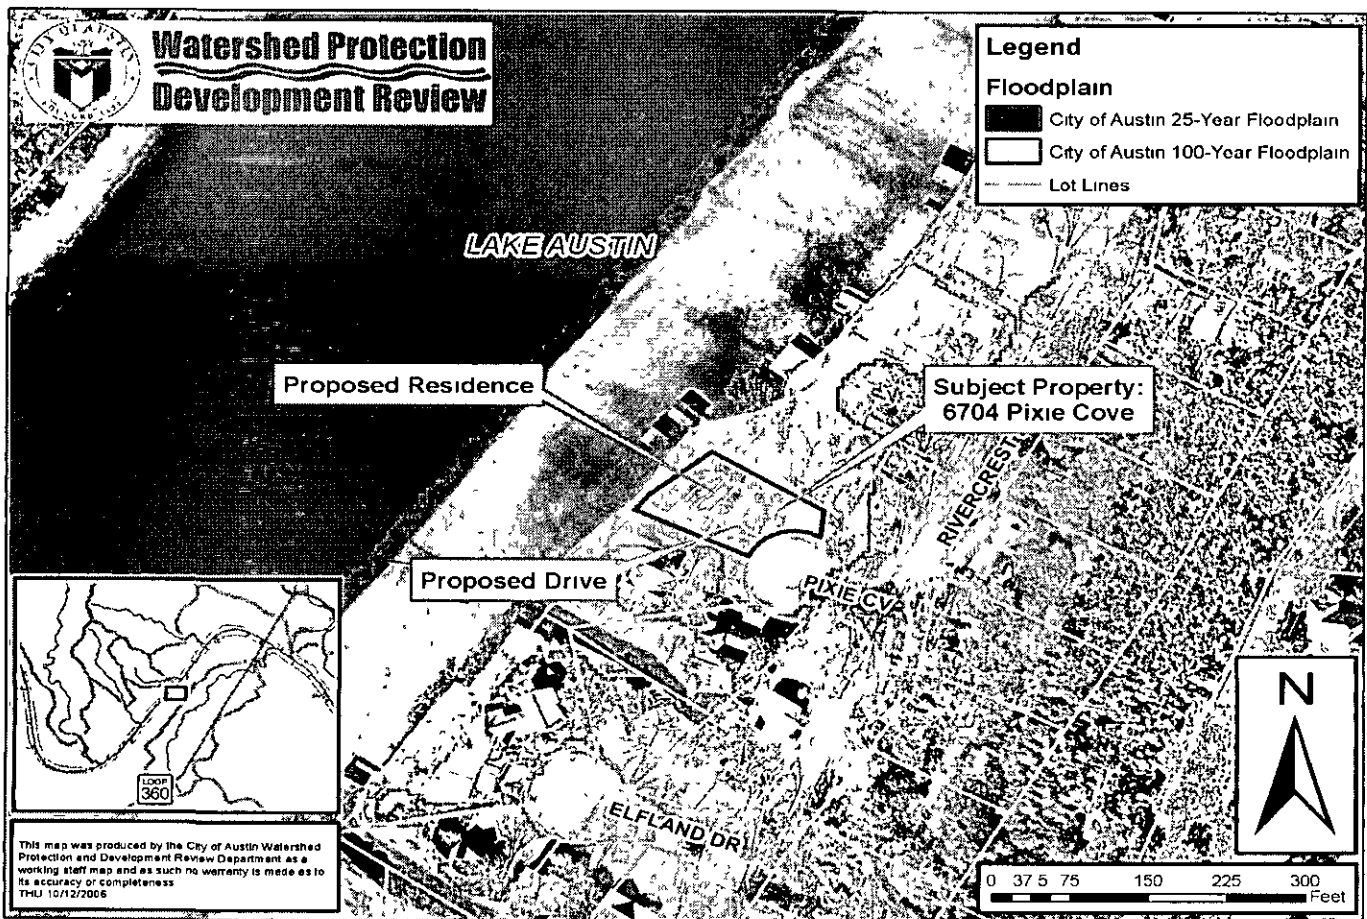 Watershed Protection
Development Review
Legend
Floodplain
City of Austin 25-Year Floodplain
City of Austin 100-Year Floodplain
Lot Lines
LAKE AUSTIN
Proposed Residence
Subject Property:
6704 Pixie Cove
RIVERCREST
Proposed Drive
PIXIE CV
ELFLAND DR
LOOP
360
N
This map was produced by the City of Austin Watershed
Protection and Development Review Department as a
working staff map and as such no warranty is made as to
its accuracy or completeness
THU 10/12/2006
0 37 5 75 150 225 300
Feet